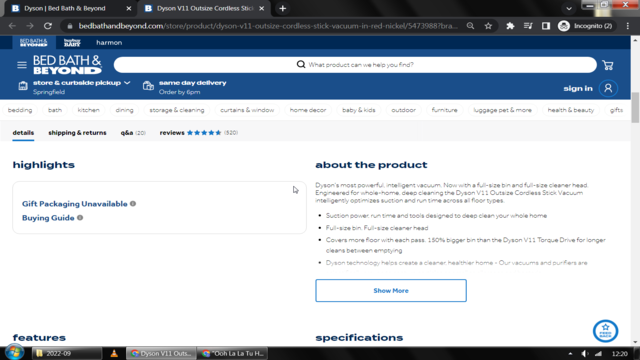 Dyson | Bed Bath & Beyond
Dyson V11 Outsize Cordless Stick
bedbathandbeyond.com/store/product/dyson-v11-outsize-cordless-stick-vacuum-in-red-nickel/5473988?bra...
Incognito (2)
BED BATH & BEYOND
buybuy BABY
harmon
BED BATH &
BEYOND
What product can we help you find?
store & curbside pickup
Springfield
same day delivery
Order by 6pm
sign in
bedding bath kitchen dining storage & cleaning curtains & window home decor baby & kids outdoor furniture luggage pet & more health & beauty gifts
details shipping & returns q&a (20) reviews (520)
highlights
Gift Packaging Unavailable
Buying Guide
about the product
Dyson's most powerful, intelligent vacuum. Now with a full-size bin and full-size cleaner head.
Engineered for whole-home, deep cleaning the Dyson V11 Outsize Cordless Stick Vacuum
intelligently optimizes suction and run time across all floor types.
• Suction power, run time and tools designed to deep clean your whole home.
• Full-size bin. Full-size cleaner head
• Covers more floor with each pass. 150% bigger bin than the Dyson V11 Torque Drive for longer
cleans between emptying
• Dyson technology helps create a cleaner, healthier home - Our vacuums and purifiers are
Show More
FEED
BACK
features
specifications
2022-09
Dyson V11 Outs...
"Ooh La La Tu H...
12:20